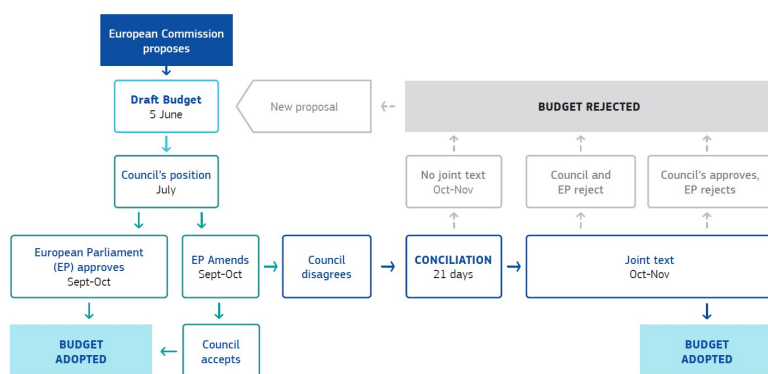 European Commission
proposes
Draft Budget
5 June
New proposal
BUDGET REJECTED
Council's position
July
No joint text
Oct-Nov
Council and
EP reject
Council's approves,
EP rejects
European Parliament
(EP) approves
Sept-Oct
EP Amends
Sept-Oct
Council
disagrees
CONCILIATION
21 days
Joint text
Oct-Nov
BUDGET
ADOPTED
Council
accepts
BUDGET
ADOPTED